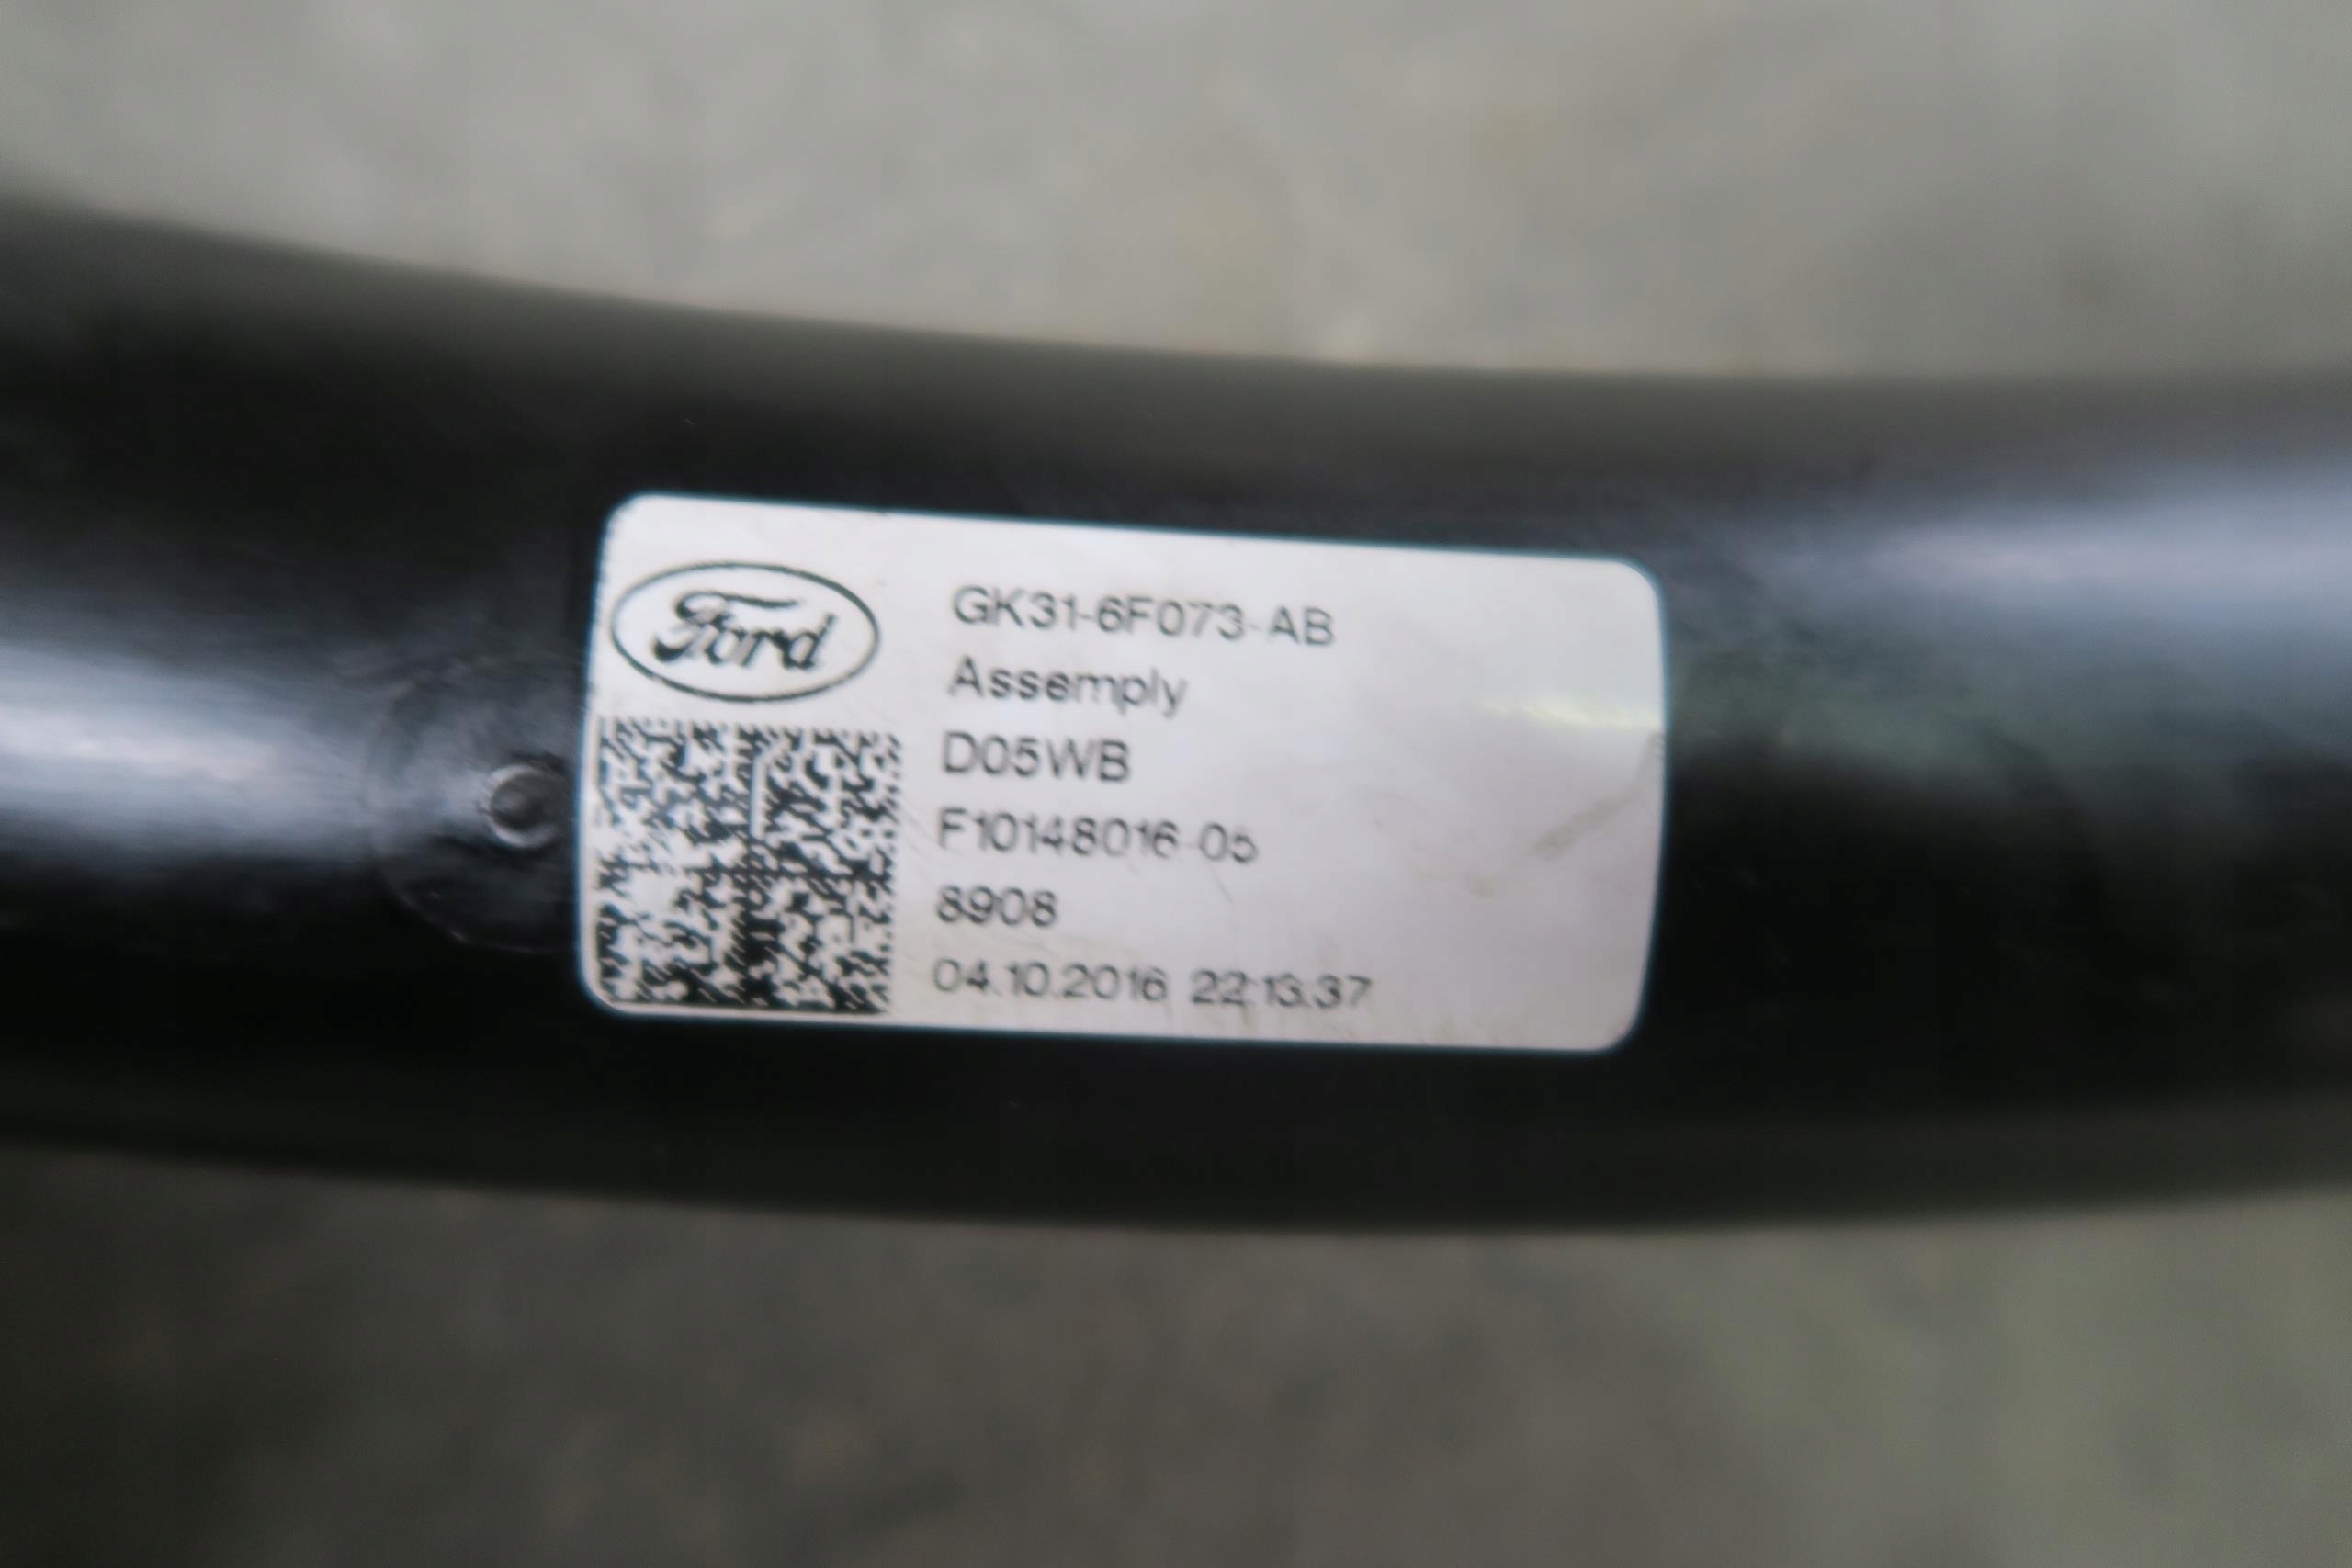 Ford
GK31-6F073-AB
Assemply
D05WB
F10148016-05
8908
04.10.2016 22:13:37